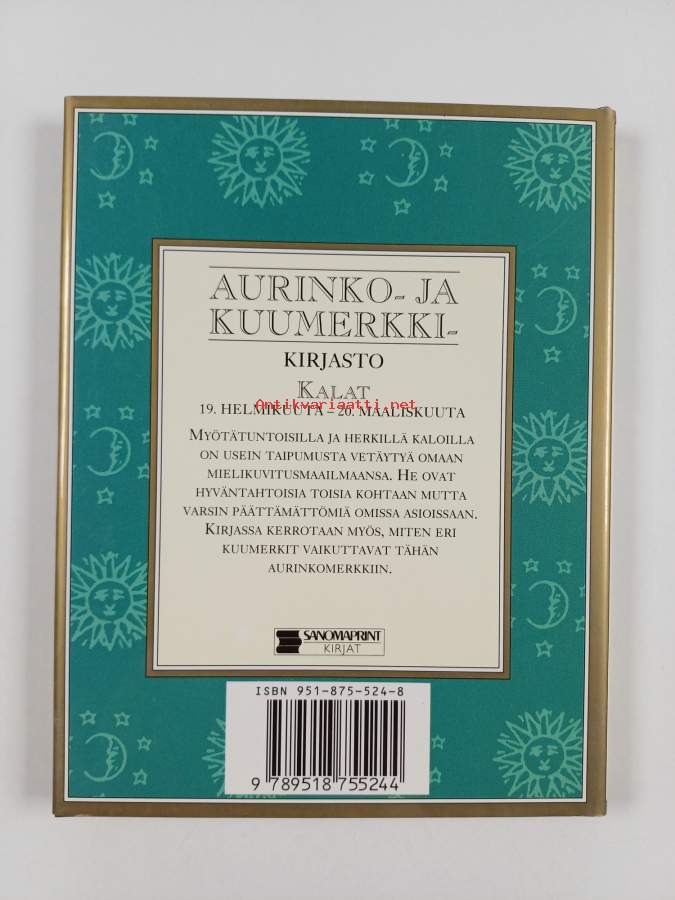 AURINKO- JA
KUUMERKKI-
KIRJASTO
KALAT
Antikvariaatti.net
19. HELMIKUUTA – 20. MAALISKUUTA
MYÖTÄTUNTOISILLA JA HERKILLÄ KALOILLA
ON USEIN TAIPUMUSTA VETÄYTYÄ OMAAN
MIELIKUVITUSMAAILMAANSA. HE OVAT
HYVÄNTAHTOISIA TOISIA KOHTAAN MUTTA
VARSIN PÄÄTTÄMÄTTÖMIÄ OMISSA ASIOISSAAN.
KIRJASSA KERROTAAN MYÖS, MITEN ERI
KUUMERKIT VAIKUTTAVAT TÄHÄN
AURINKOMERKKIIN.
SANOMAPRINT
KIRJAT
ISBN 951-875-524-8
9 789518 755244